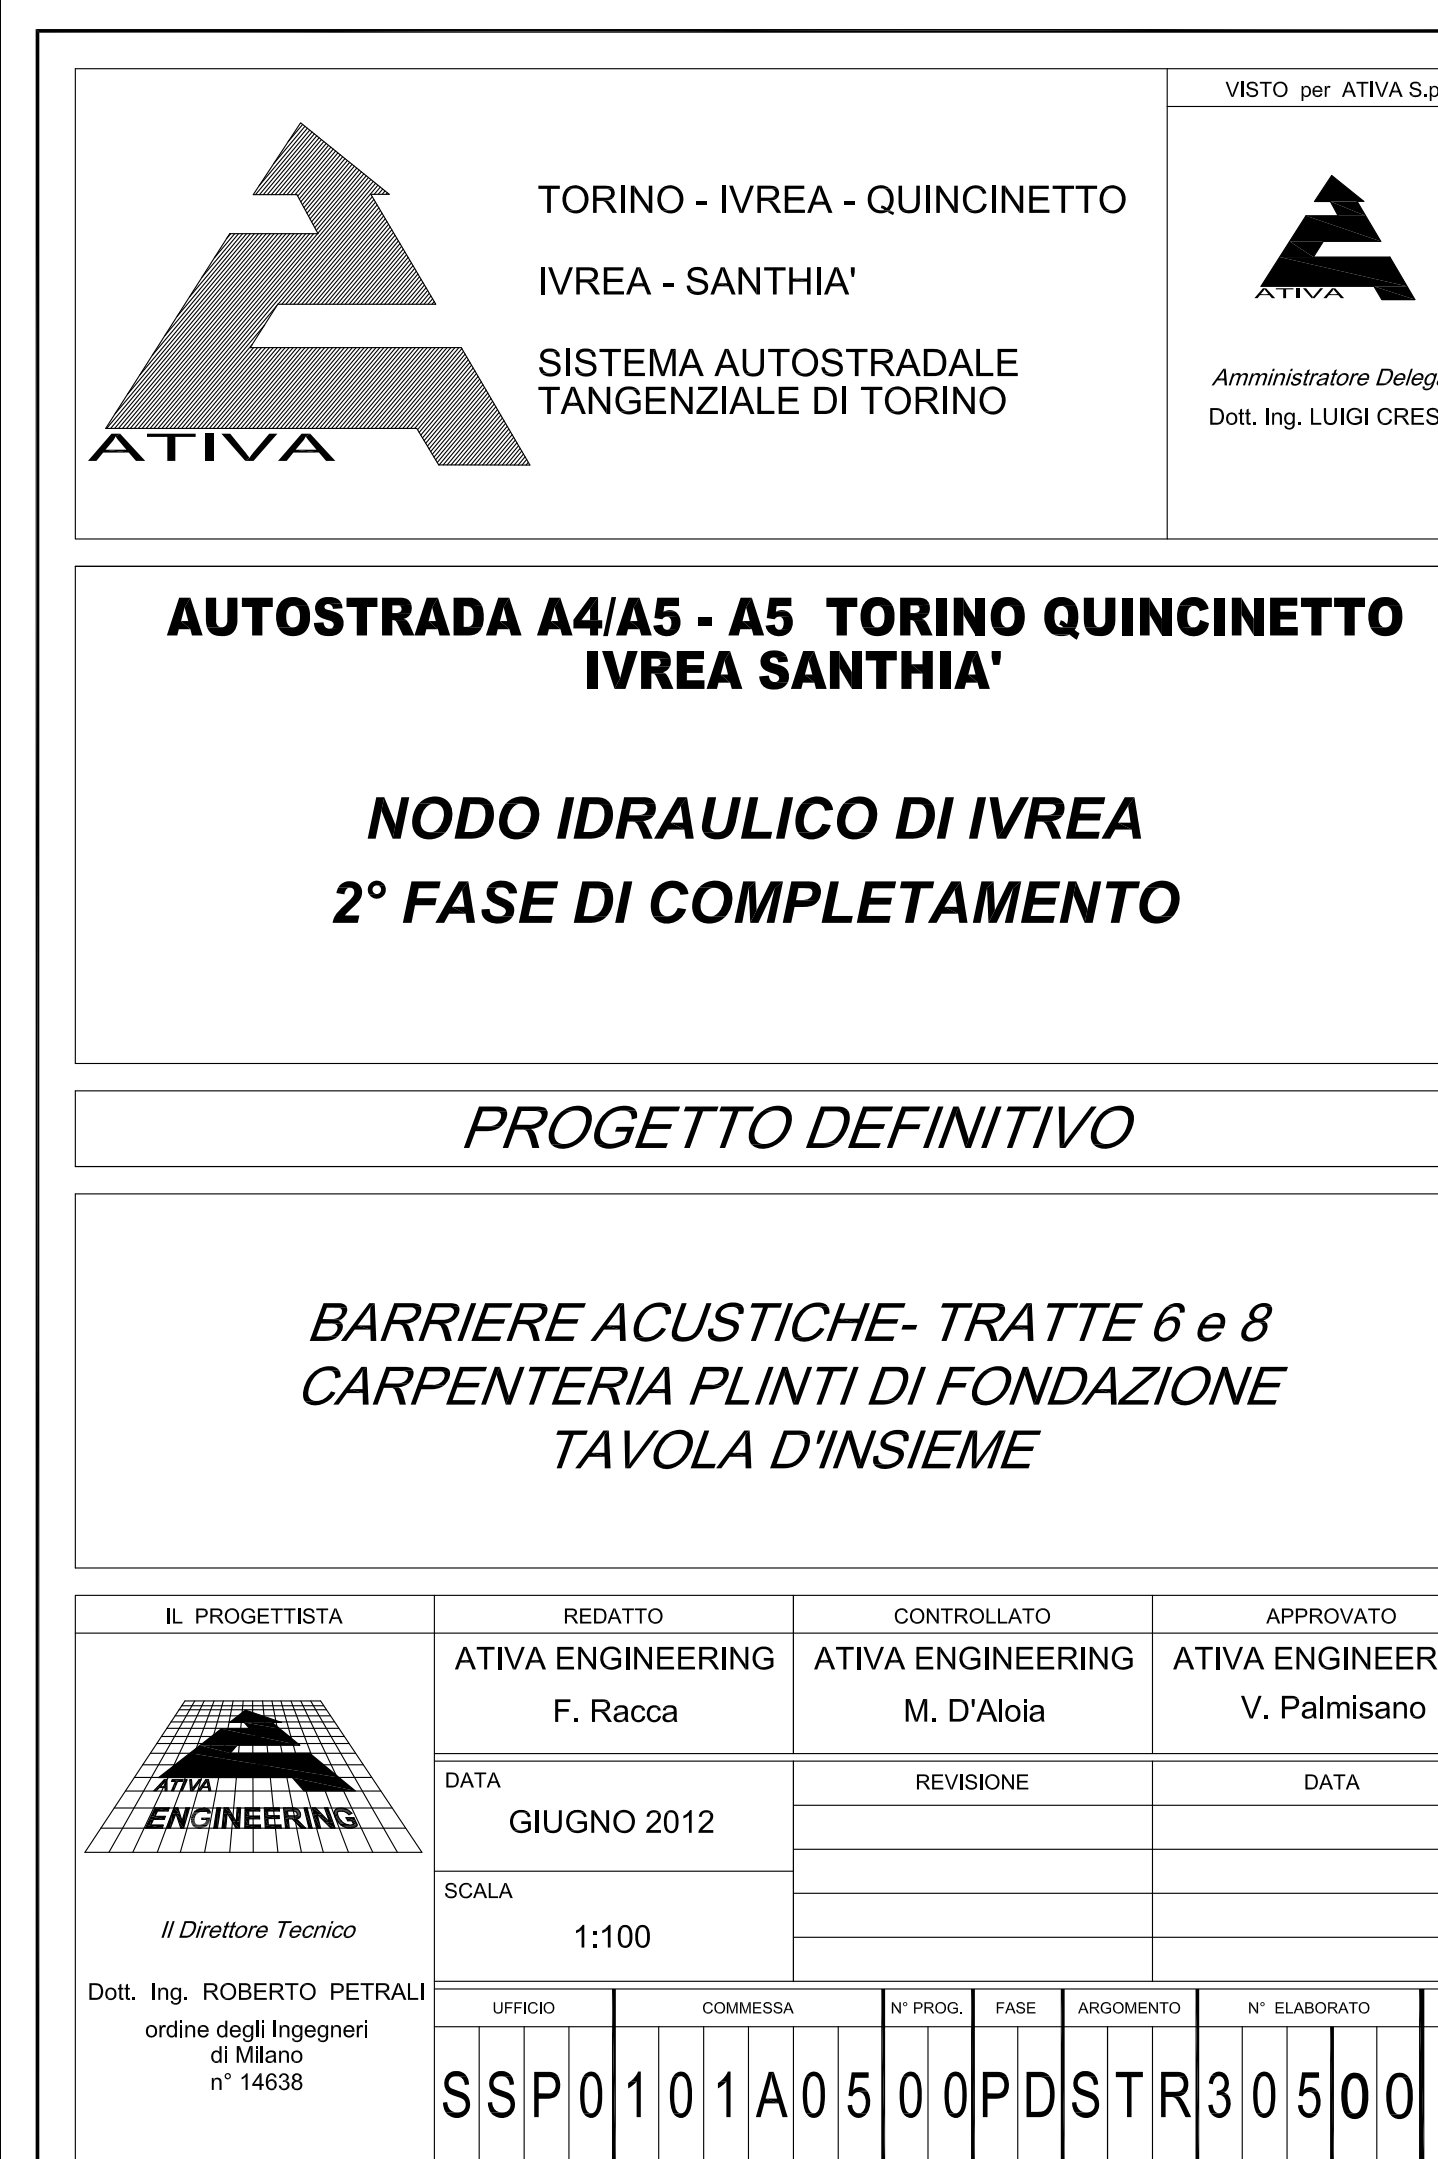 VISTO per ATIVA S.p
TORINO - IVREA - QUINCINETTO
IVREA - SANTHIA'
SISTEMA AUTOSTRADALE
TANGENZIALE DI TORINO
ATIVA
ATIVA
Amministratore Deleg
Dott. Ing. LUIGI CRES
AUTOSTRADA A4/A5 - A5 TORINO QUINCINETTO
IVREA SANTHIA'
NODO IDRAULICO DI IVREA
2° FASE DI COMPLETAMENTO
PROGETTO DEFINITIVO
BARRIERE ACUSTICHE- TRATTE 6 e 8
CARPENTERIA PLINTI DI FONDAZIONE
TAVOLA D'INSIEME
IL PROGETTISTA
ATIVA
ENGINEERING
Il Direttore Tecnico
Dott. Ing. ROBERTO PETRALI
ordine degli Ingegneri
di Milano
n° 14638
REDATTO
ATIVA ENGINEERING
F. Racca
CONTROLLATO
ATIVA ENGINEERING
M. D'Aloia
APPROVATO
ATIVA ENGINEER
V. Palmisano
DATA
GIUGNO 2012
SCALA
1:100
REVISIONE
DATA
UFFICIO COMMESSA N° PROG. FASE ARGOMENTO N° ELABORATO
S S P 0 1 0 1 A 0 5 0 0 P D S T R 3 0 5 0 0